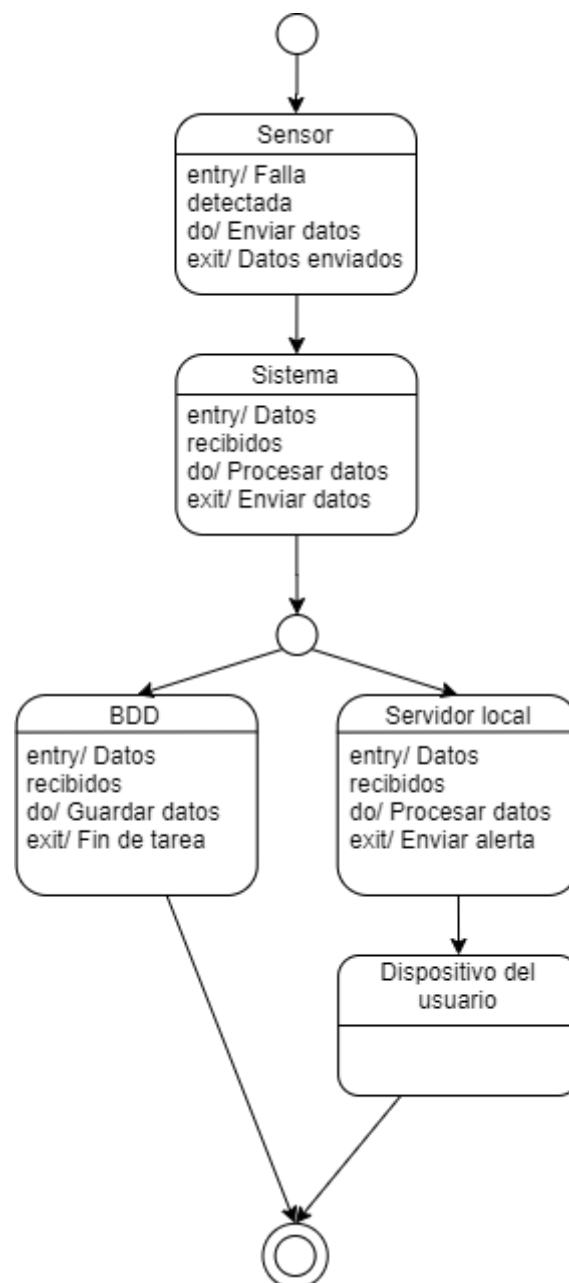 Sensor
entry/ Falla
detectada
do/ Enviar datos
exit/ Datos enviados
Sistema
entry/ Datos
recibidos
do/ Procesar datos
exit/ Enviar datos
BDD
entry/ Datos
recibidos
do/ Guardar datos
exit/ Fin de tarea
Servidor local
entry/ Datos
recibidos
do/ Procesar datos
exit/ Enviar alerta
Dispositivo del
usuario